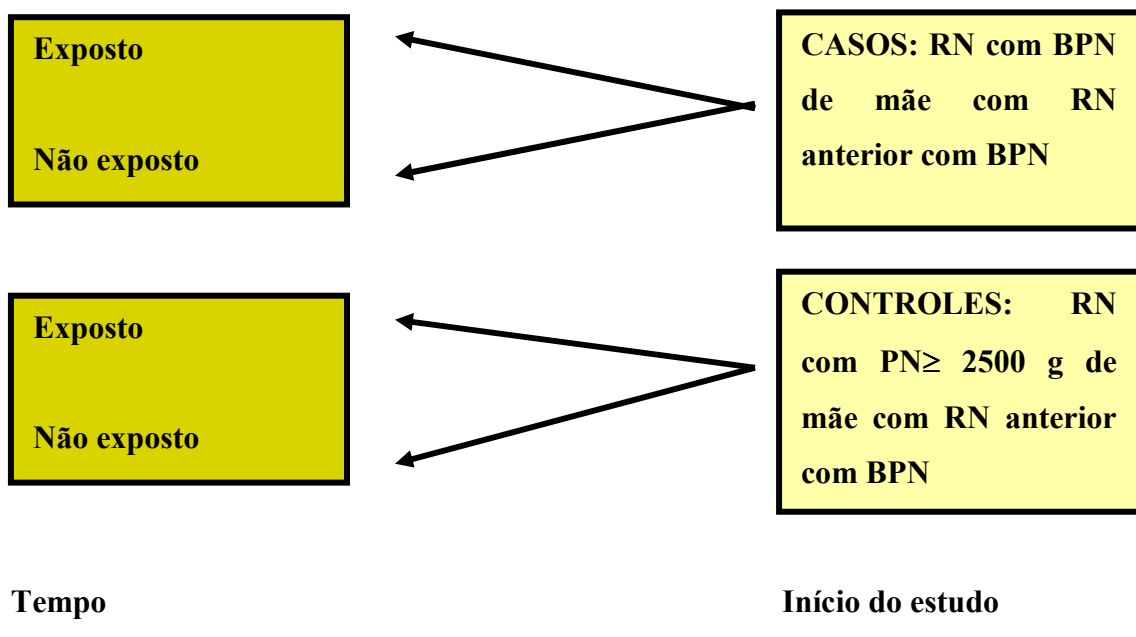 Exposto
Não exposto
CASOS: RN com BPN
de mãe com RN
anterior com BPN
Exposto
Não exposto
CONTROLES: RN
com PN≥ 2500 g de
mãe com RN anterior
com BPN
Tempo
Início do estudo